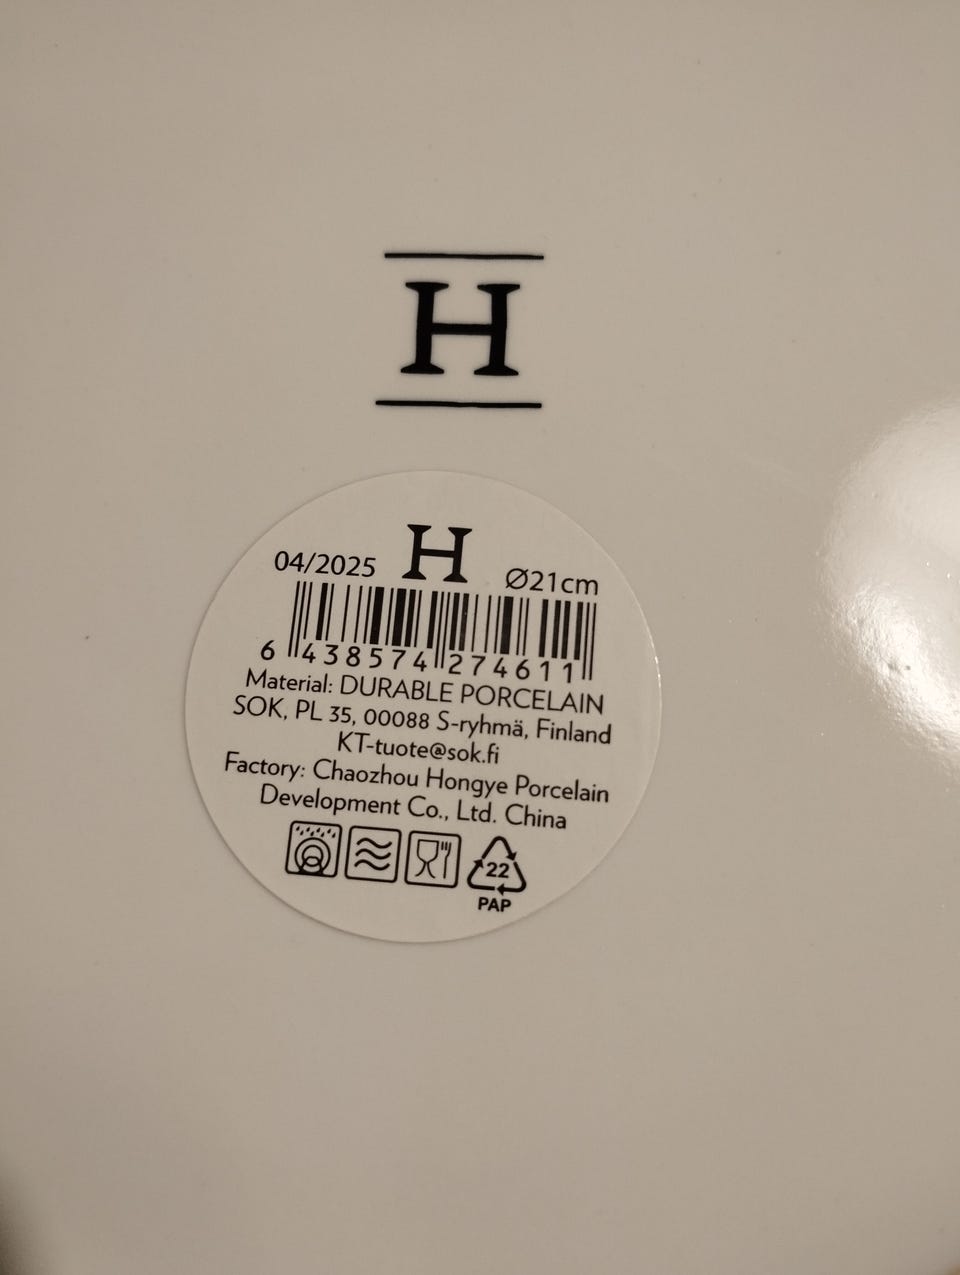 H
H
04/2025 Ø21cm
6 438574 274611
Material: DURABLE PORCELAIN
SOK, PL 35, 00088 S-ryhmä, Finland
KT-tuote@sok.fi
Factory: Chaozhou Hongye Porcelain
Development Co., Ltd. China
22
PAP